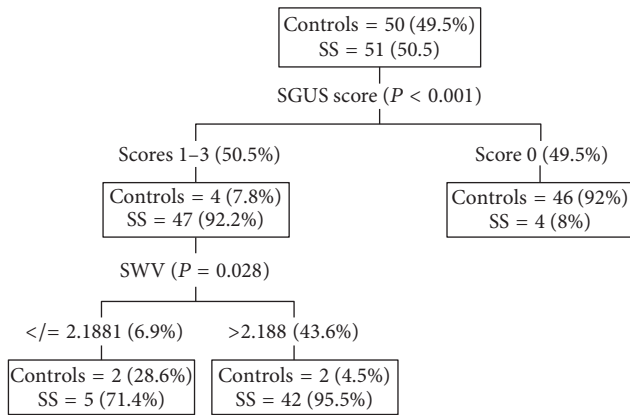 Controls = 50 (49.5%)
SS = 51 (50.5)
SGUS score (P < 0.001)
Scores 1–3 (50.5%)
Score 0 (49.5%)
Controls = 4 (7.8%)
SS = 47 (92.2%)
Controls = 46 (92%)
SS = 4 (8%)
SWV (P = 0.028)
</= 2.1881 (6.9%)
>2.188 (43.6%)
Controls = 2 (28.6%)
SS = 5 (71.4%)
Controls = 2 (4.5%)
SS = 42 (95.5%)